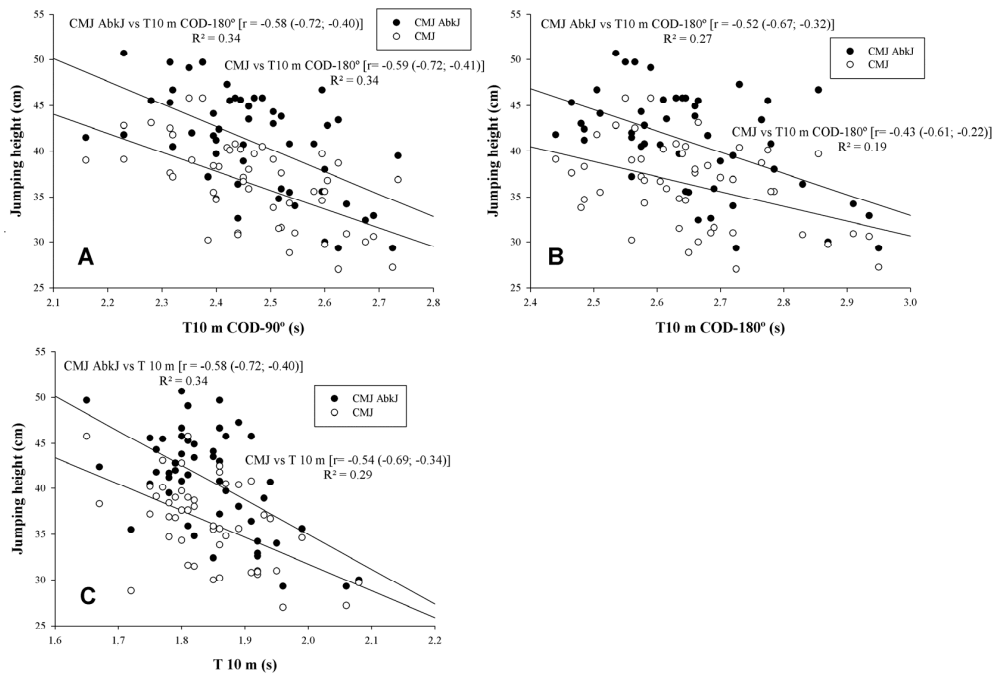 CMJ AbkJ vs T10 m COD-180º [r = -0.58 (-0.72; -0.40)]
R² = 0.34
CMJ AbkJ
CMJ
CMJ vs T10 m COD-180º [r= -0.59 (-0.72; -0.41)]
R² = 0.34
Jumping height (cm)
55
50
45
40
35
30
25
A
2.1 2.2 2.3 2.4 2.5 2.6 2.7 2.8
T10 m COD-90º (s)
CMJ AbkJ vs T10 m COD-180º [r = -0.52 (-0.67; -0.32)]
R² = 0.27
CMJ AbkJ
CMJ
CMJ vs T10 m COD-180º [r= -0.43 (-0.61; -0.22)]
R² = 0.19
Jumping height (cm)
55
50
45
40
35
30
25
B
2.4 2.5 2.6 2.7 2.8 2.9 3.0
T10 m COD-180º (s)
CMJ AbkJ vs T 10 m [r = -0.58 (-0.72; -0.40)]
R² = 0.34
CMJ AbkJ
CMJ
CMJ vs T 10 m [r= -0.54 (-0.69; -0.34)]
R² = 0.29
Jumping height (cm)
55
50
45
40
35
30
25
C
1.6 1.7 1.8 1.9 2.0 2.1 2.2
T 10 m (s)